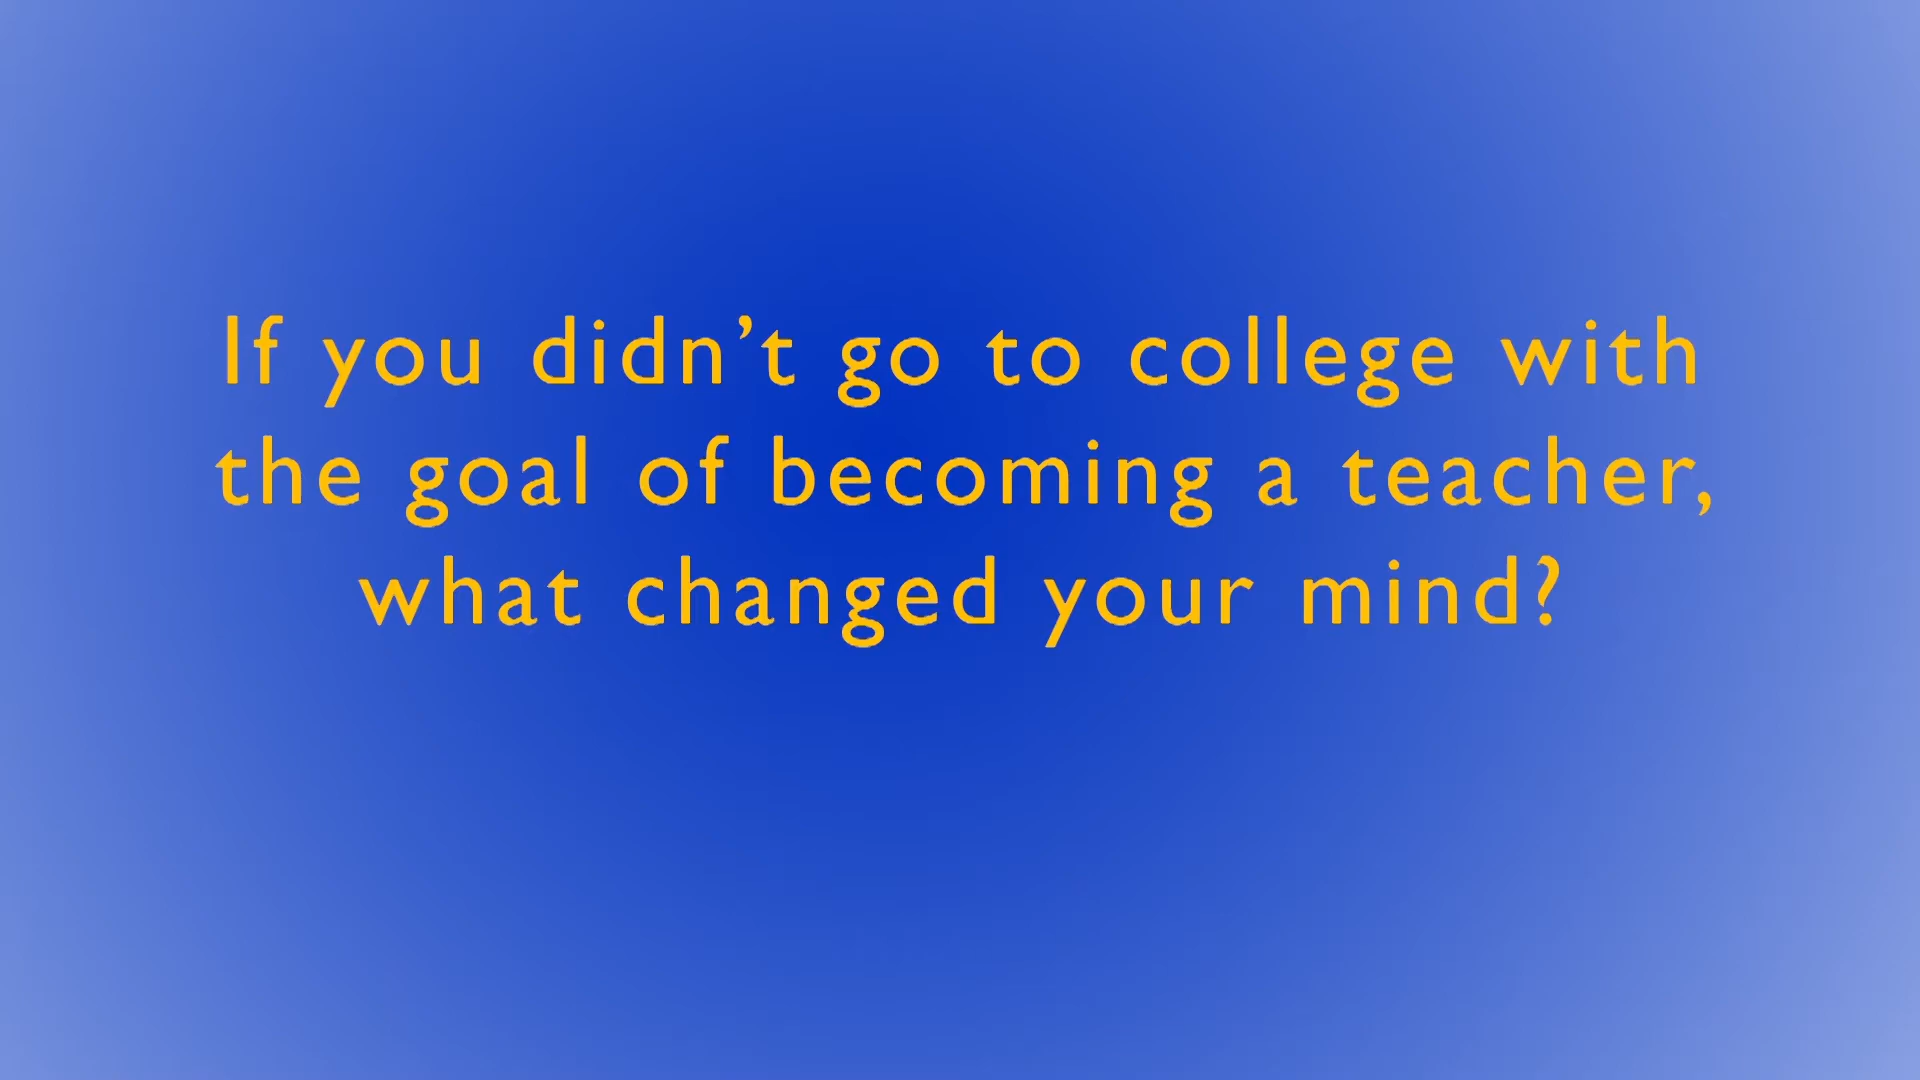 If you didn’t go to college with
the goal of becoming a teacher,
what changed your mind?